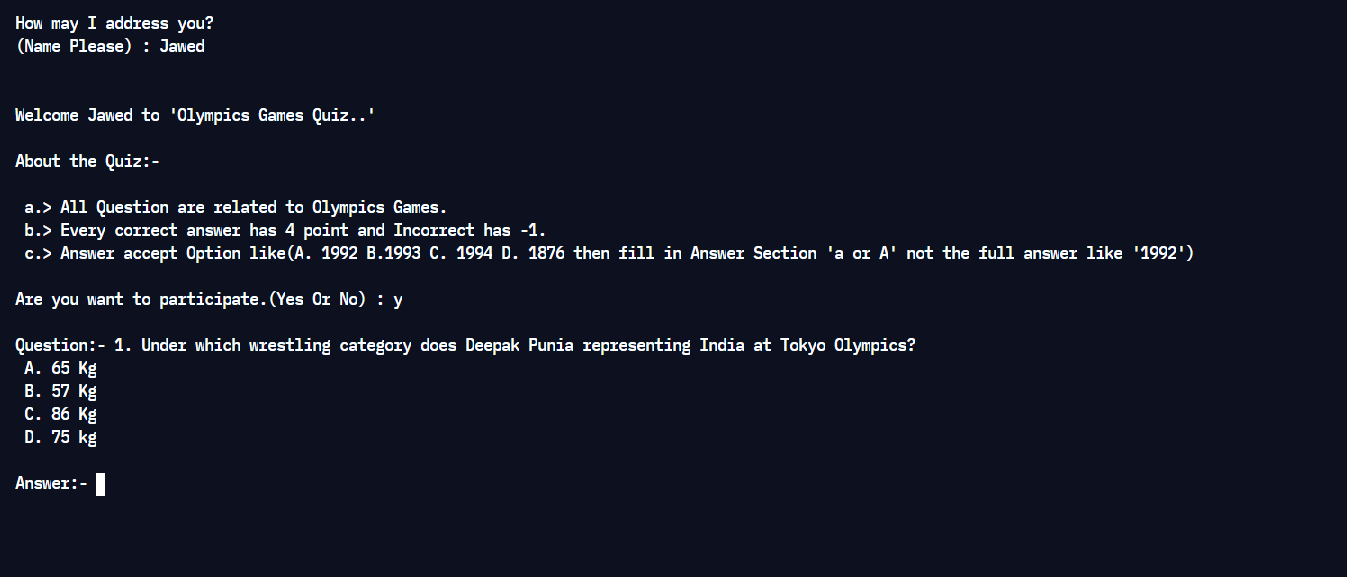 How may I address you?
(Name Please) : Jawed
Welcome Jawed to 'Olympics Games Quiz..'
About the Quiz:-
a.> All Question are related to Olympics Games.
b.> Every correct answer has 4 point and Incorrect has -1.
c.> Answer accept Option like(A. 1992 B.1993 C. 1994 D. 1876 then fill in Answer Section 'a or A' not the full answer like '1992')
Are you want to participate.(Yes Or No) : y
Question:- 1. Under which wrestling category does Deepak Punia representing India at Tokyo Olympics?
A. 65 Kg
B. 57 Kg
C. 86 Kg
D. 75 kg
Answer:-